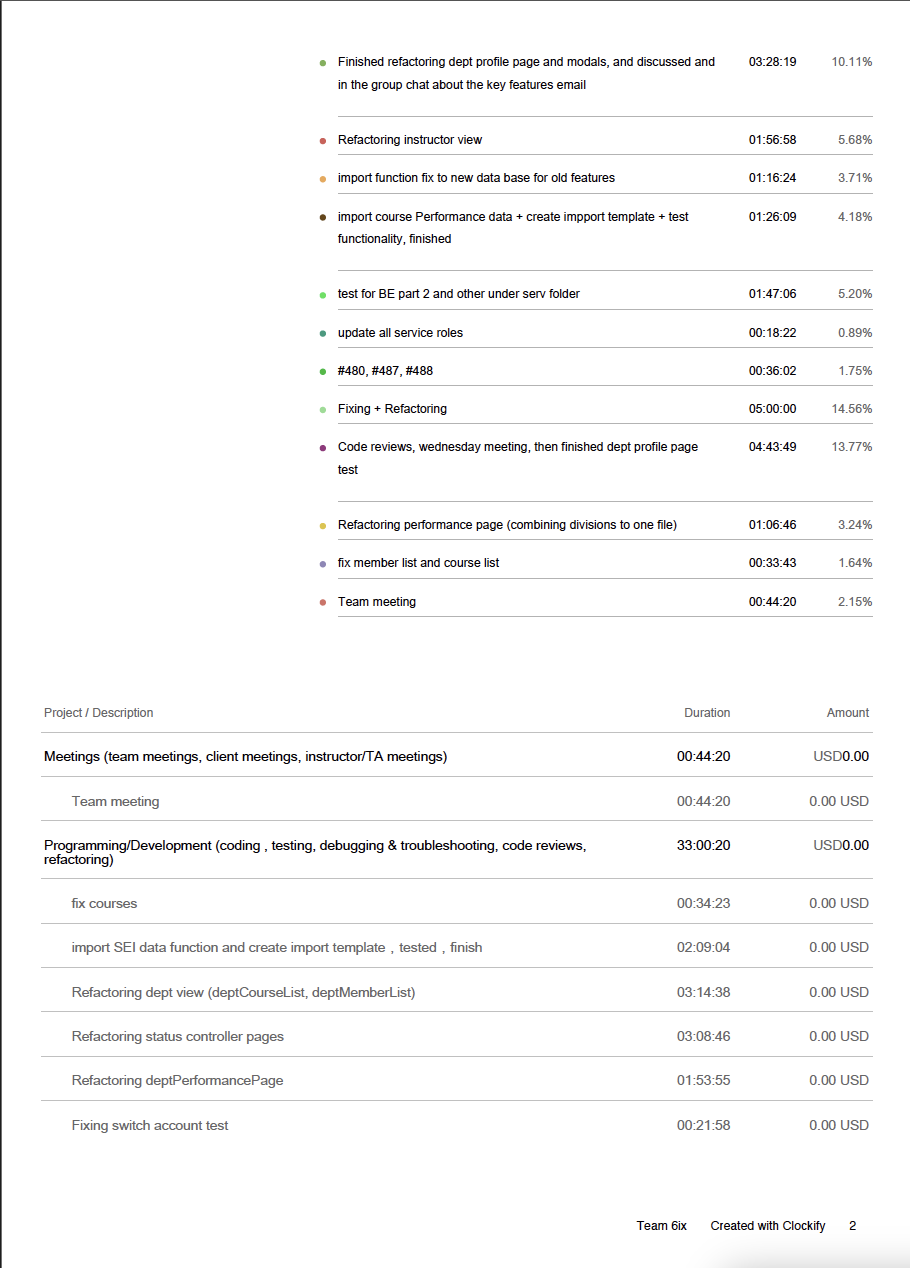 Finished refactoring dept profile page and modals, and discussed and 03:28:19 10.11%
in the group chat about the key features email
Refactoring instructor view 01:56:58 5.68%
import function fix to new data base for old features 01:16:24 3.71%
import course Performance data + create impport template + test 01:26:09 4.18%
functionality, finished
test for BE part 2 and other under serv folder 01:47:06 5.20%
update all service roles 00:18:22 0.89%
#480, #487, #488 00:36:02 1.75%
Fixing + Refactoring 05:00:00 14.56%
Code reviews, wednesday meeting, then finished dept profile page 04:43:49 13.77%
test
Refactoring performance page (combining divisions to one file) 01:06:46 3.24%
fix member list and course list 00:33:43 1.64%
Team meeting 00:44:20 2.15%
Project / Description Duration Amount
Meetings (team meetings, client meetings, instructor/TA meetings) 00:44:20 USD0.00
Team meeting 00:44:20 0.00 USD
Programming/Development (coding , testing, debugging & troubleshooting, code reviews, 33:00:20 USD0.00
refactoring)
fix courses 00:34:23 0.00 USD
import SEI data function and create import template , tested , finish 02:09:04 0.00 USD
Refactoring dept view (deptCourseList, deptMemberList) 03:14:38 0.00 USD
Refactoring status controller pages 03:08:46 0.00 USD
Refactoring deptPerformancePage 01:53:55 0.00 USD
Fixing switch account test 00:21:58 0.00 USD
Team 6ix Created with Clockify 2